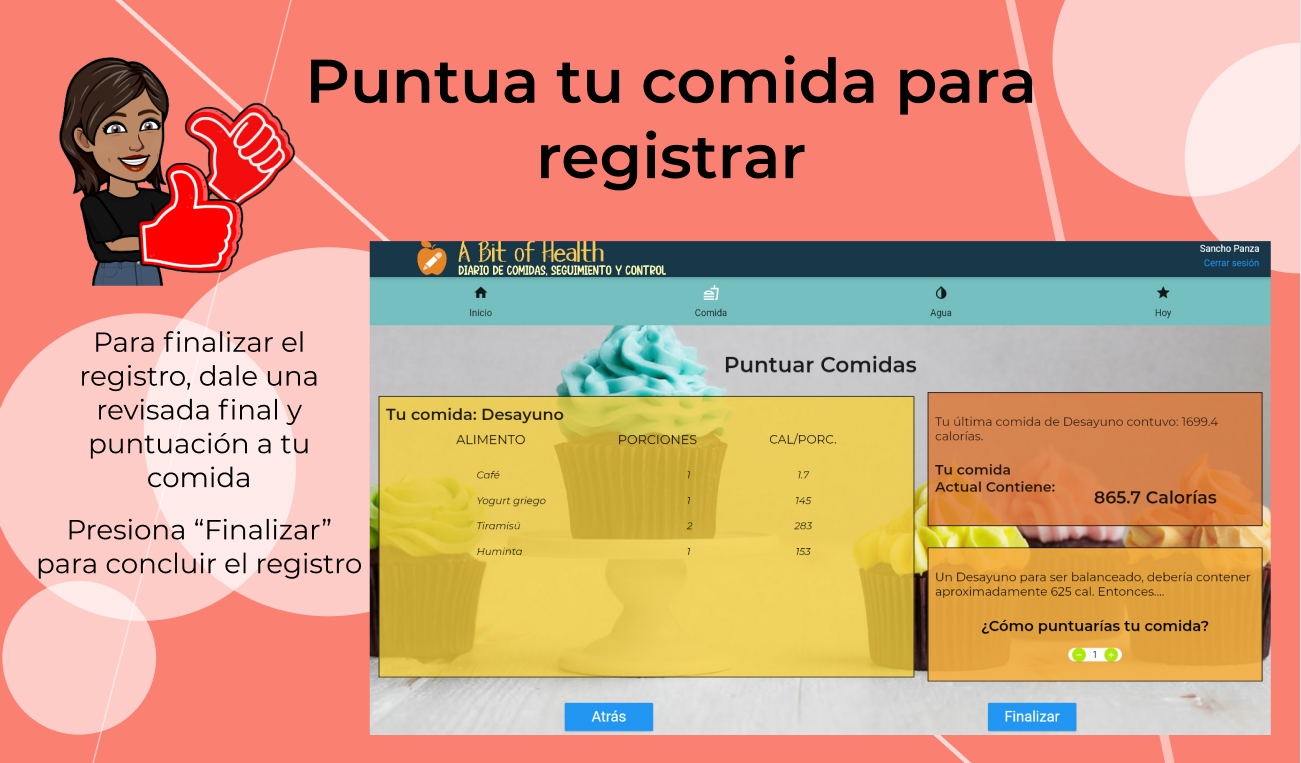 Puntua tu comida para
registrar
Para finalizar el
registro, dale una
revisada final y
puntuación a tu
comida
Presiona “Finalizar”
para concluir el registro
A Bit of Health
DIARIO DE COMIDAS, SEGUIMIENTO Y CONTROL
Sancho Panza
Cerrar sesión
Inicio Comida Agua Hoy
Puntuar Comidas
Tu comida: Desayuno
ALIMENTO PORCIONES CAL/PORC.
Café 1 1.7
Yogurt griego 1 145
Tiramisú 2 283
Huminta 1 153
Tu última comida de Desayuno contuvo: 1699.4
calorías.
Tu comida
Actual Contiene:
865.7 Calorías
Un Desayuno para ser balanceado, debería contener
aproximadamente 625 cal. Entonces....
¿Cómo puntuarías tu comida?
- 1 +
Atrás Finalizar